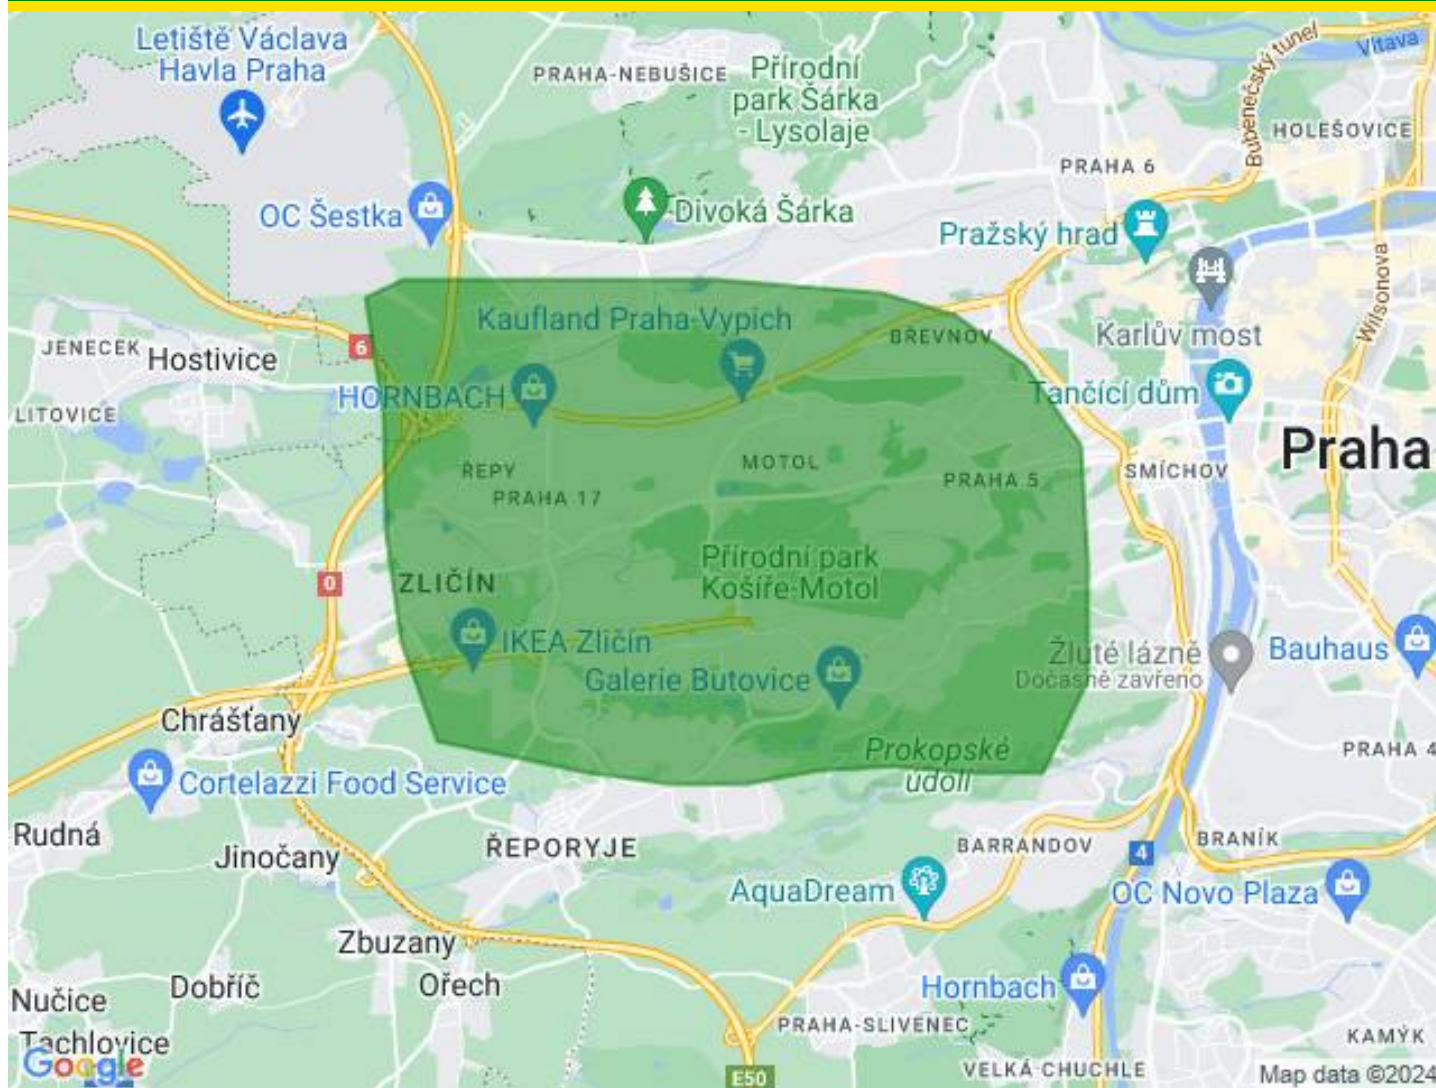 Letiště Václava
Havla Praha
PRAHA-NEBUŠICE
Přírodní
park Šárka
- Lysolaje
Bubenečský tunel
Vltava
HOLEŠOVICE
PRAHA 6
OC Šestka
Divoká Šárka
Pražský hrad
Wilsonova
Kaufland Praha-Vypich
BŘEVNOV
Karlův most
JENEČEK
Hostivice
6
HORNBACH
Tančící dům
LITOVICE
Praha
ŘEPY
MOTOL
PRAHA 5
SMÍCHOV
PRAHA 17
Přírodní park
Košíře-Motol
0
ZLIČÍN
IKEA Zličín
Galerie Butovice
Žluté lázně
Dočasně zavřeno
Bauhaus
Chrášťany
Prokopské
údolí
PRAHA 4
Cortelazzi Food Service
Rudná
Jinočany
ŘEPORYJE
BARRANDOV
4
BRANÍK
AquaDream
OC Novo Plaza
Zbuzany
Dobříč
Ořech
Hornbach
Nučice
Tachlovice
PRAHA-SLIVENEC
KAMÝK
Google
E50
VELKÁ CHUCHLE
Map data ©2024